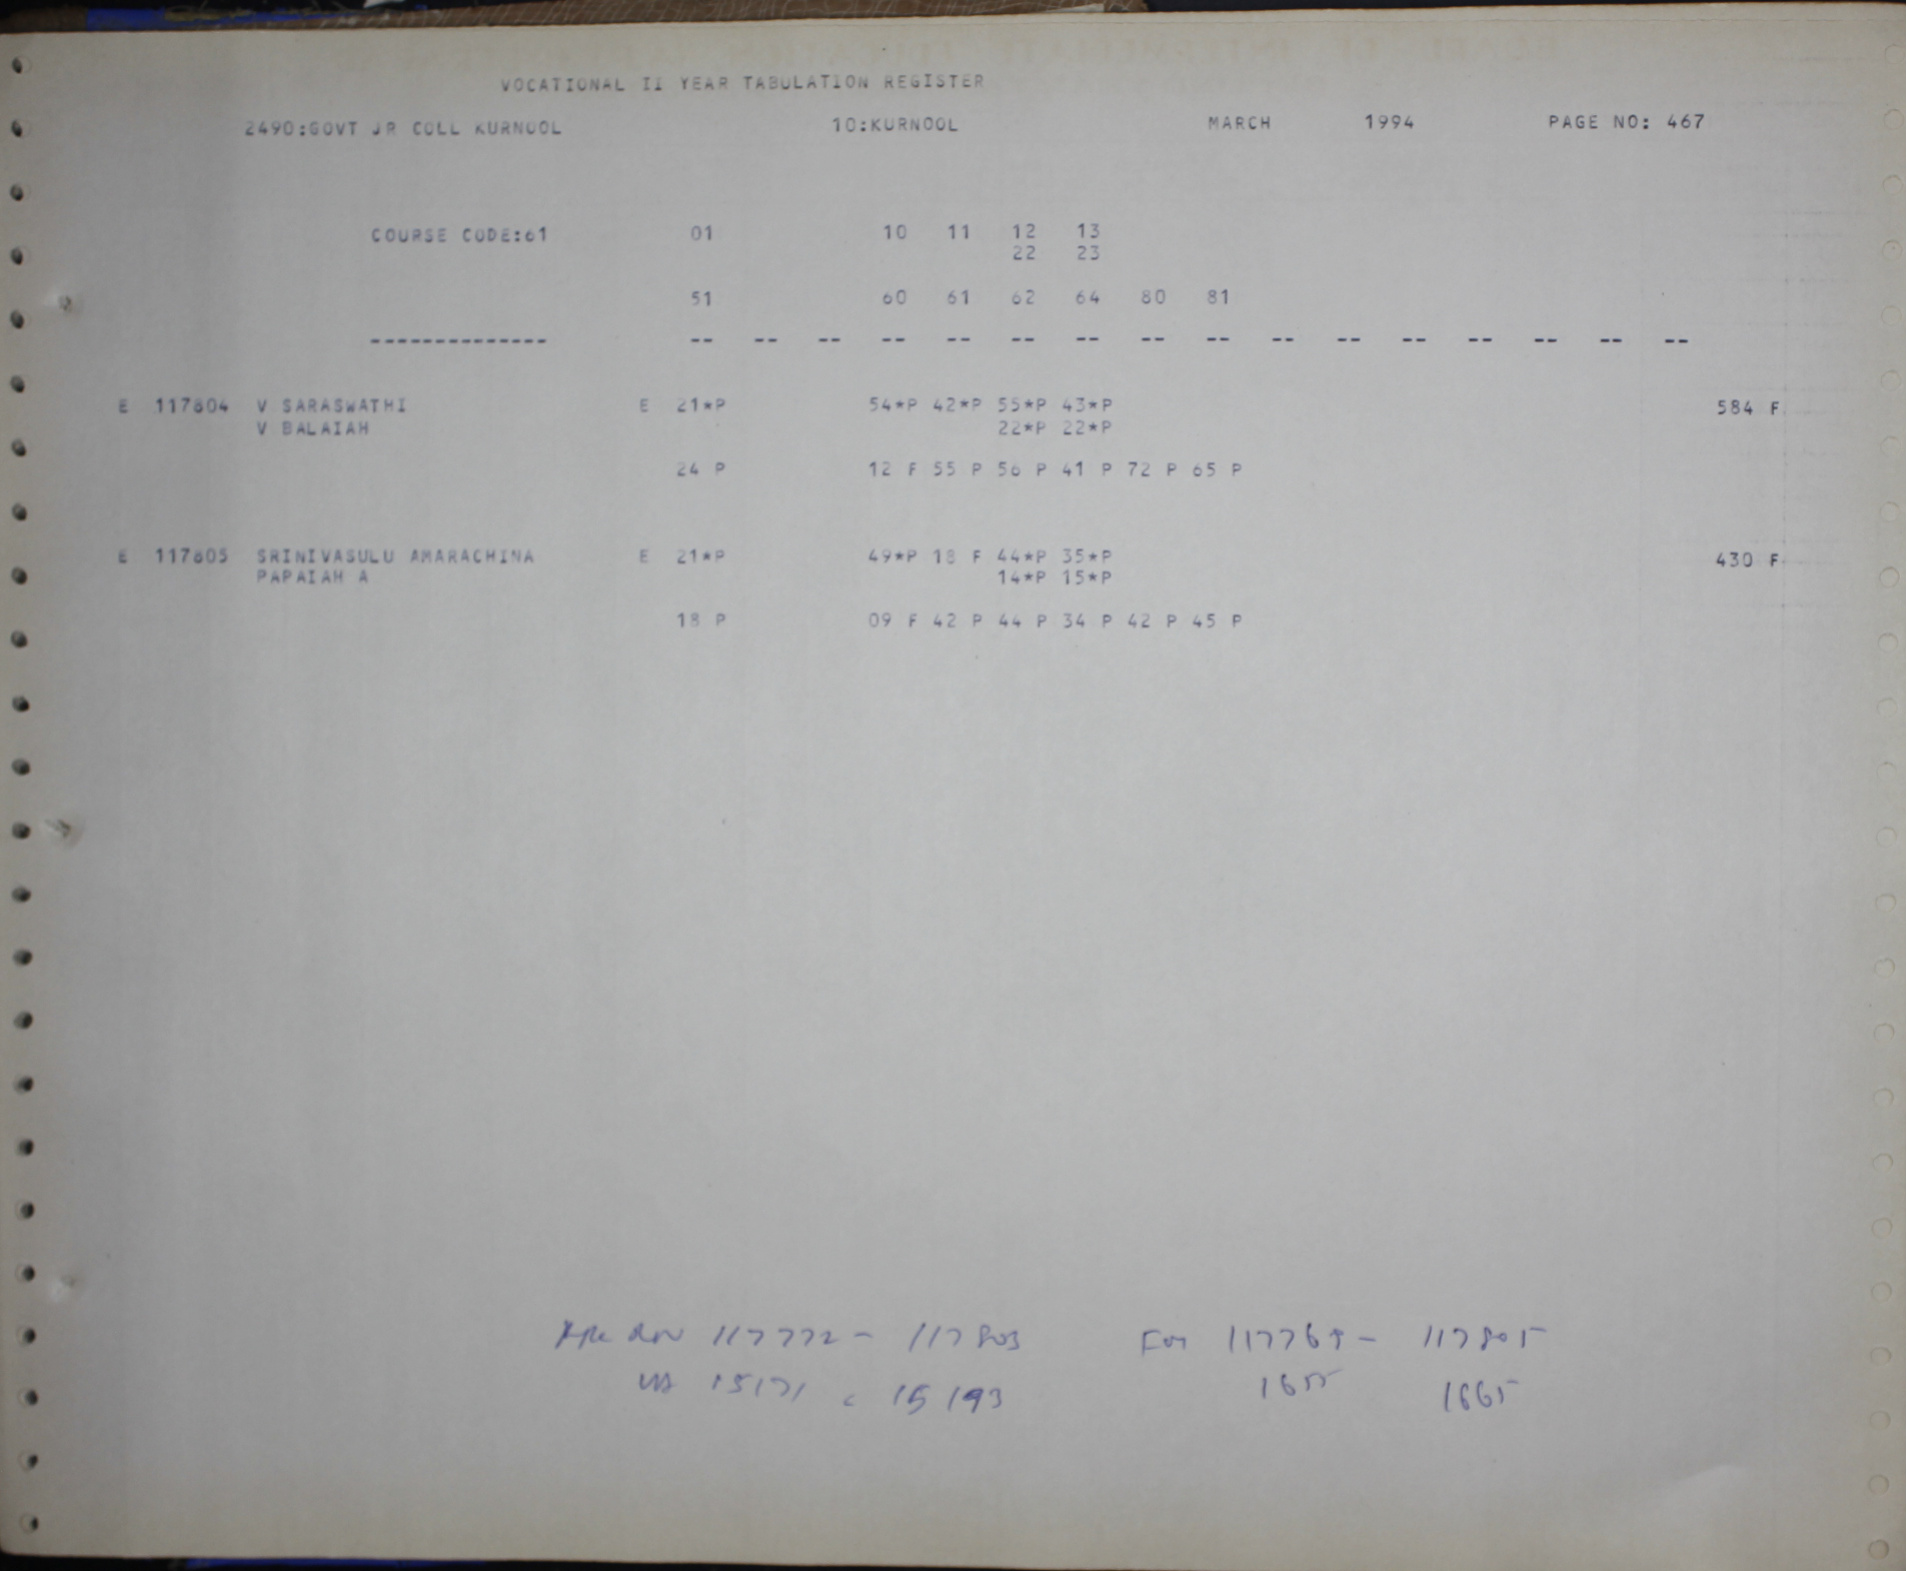 VOCATIONAL II YEAR TABULATION REGISTER
2490:GOVT JR COLL KURNOOL 10:KURNOOL MARCH 1994 PAGE NO: 467
COURSE CODE:61 01 10 11 12 13
22 23
51 60 61 62 64 80 81
-------------- -- -- -- -- -- -- -- -- -- -- -- -- -- -- -- --
E 117804 V SARASWATHI E 21*P 54*P 42*P 55*P 43*P 584 F
V BALAIAH 22*P 22*P
24 P 12 F 55 P 56 P 41 P 72 P 65 P
E 117805 SRINIVASULU AMARACHINA E 21*P 49*P 18 F 44*P 35*P 430 F
PAPAIAH A 14*P 15*P
18 P 09 F 42 P 44 P 34 P 42 P 45 P
117772 - 117803 For 117765 - 117805
15171 15193 1665